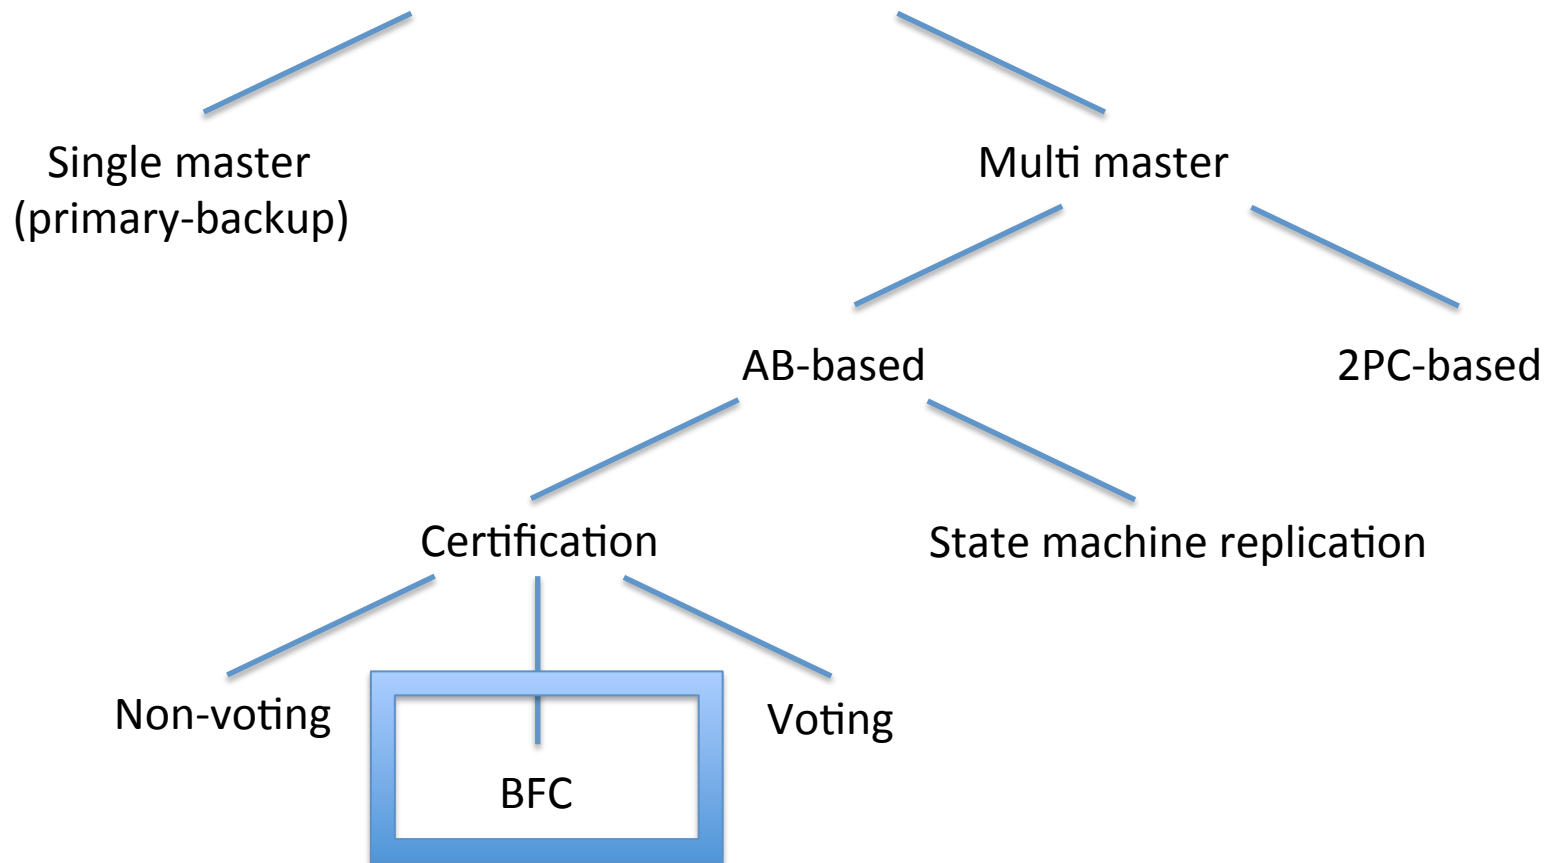 Single master
(primary-backup)
Multi master
AB-based
2PC-based
Certification
State machine replication
Non-voting
Voting
BFC